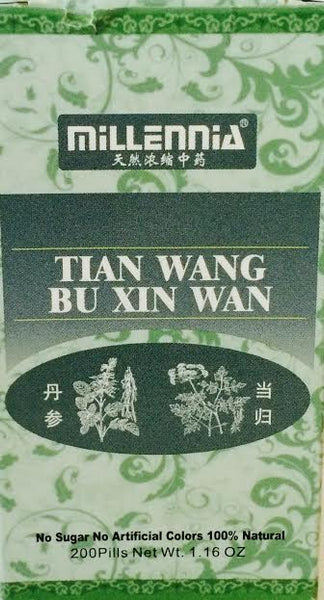 MiLLENNiA®
天然浓缩中药
TIAN WANG
BU XIN WAN
丹参
当归
No Sugar No Artificial Colors 100% Natural
200Pills Net Wt. 1.16 OZ